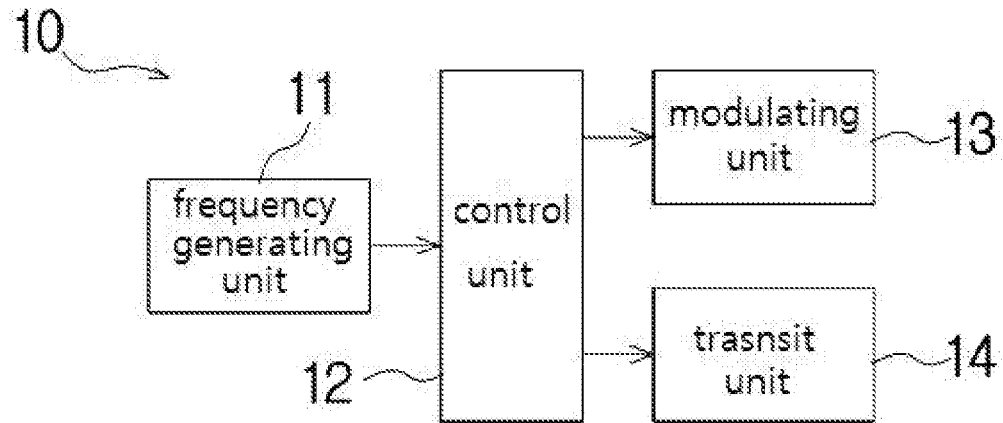 10
11
frequency
generating
unit
12
control
unit
modulating
unit
13
trasnsit
unit
14